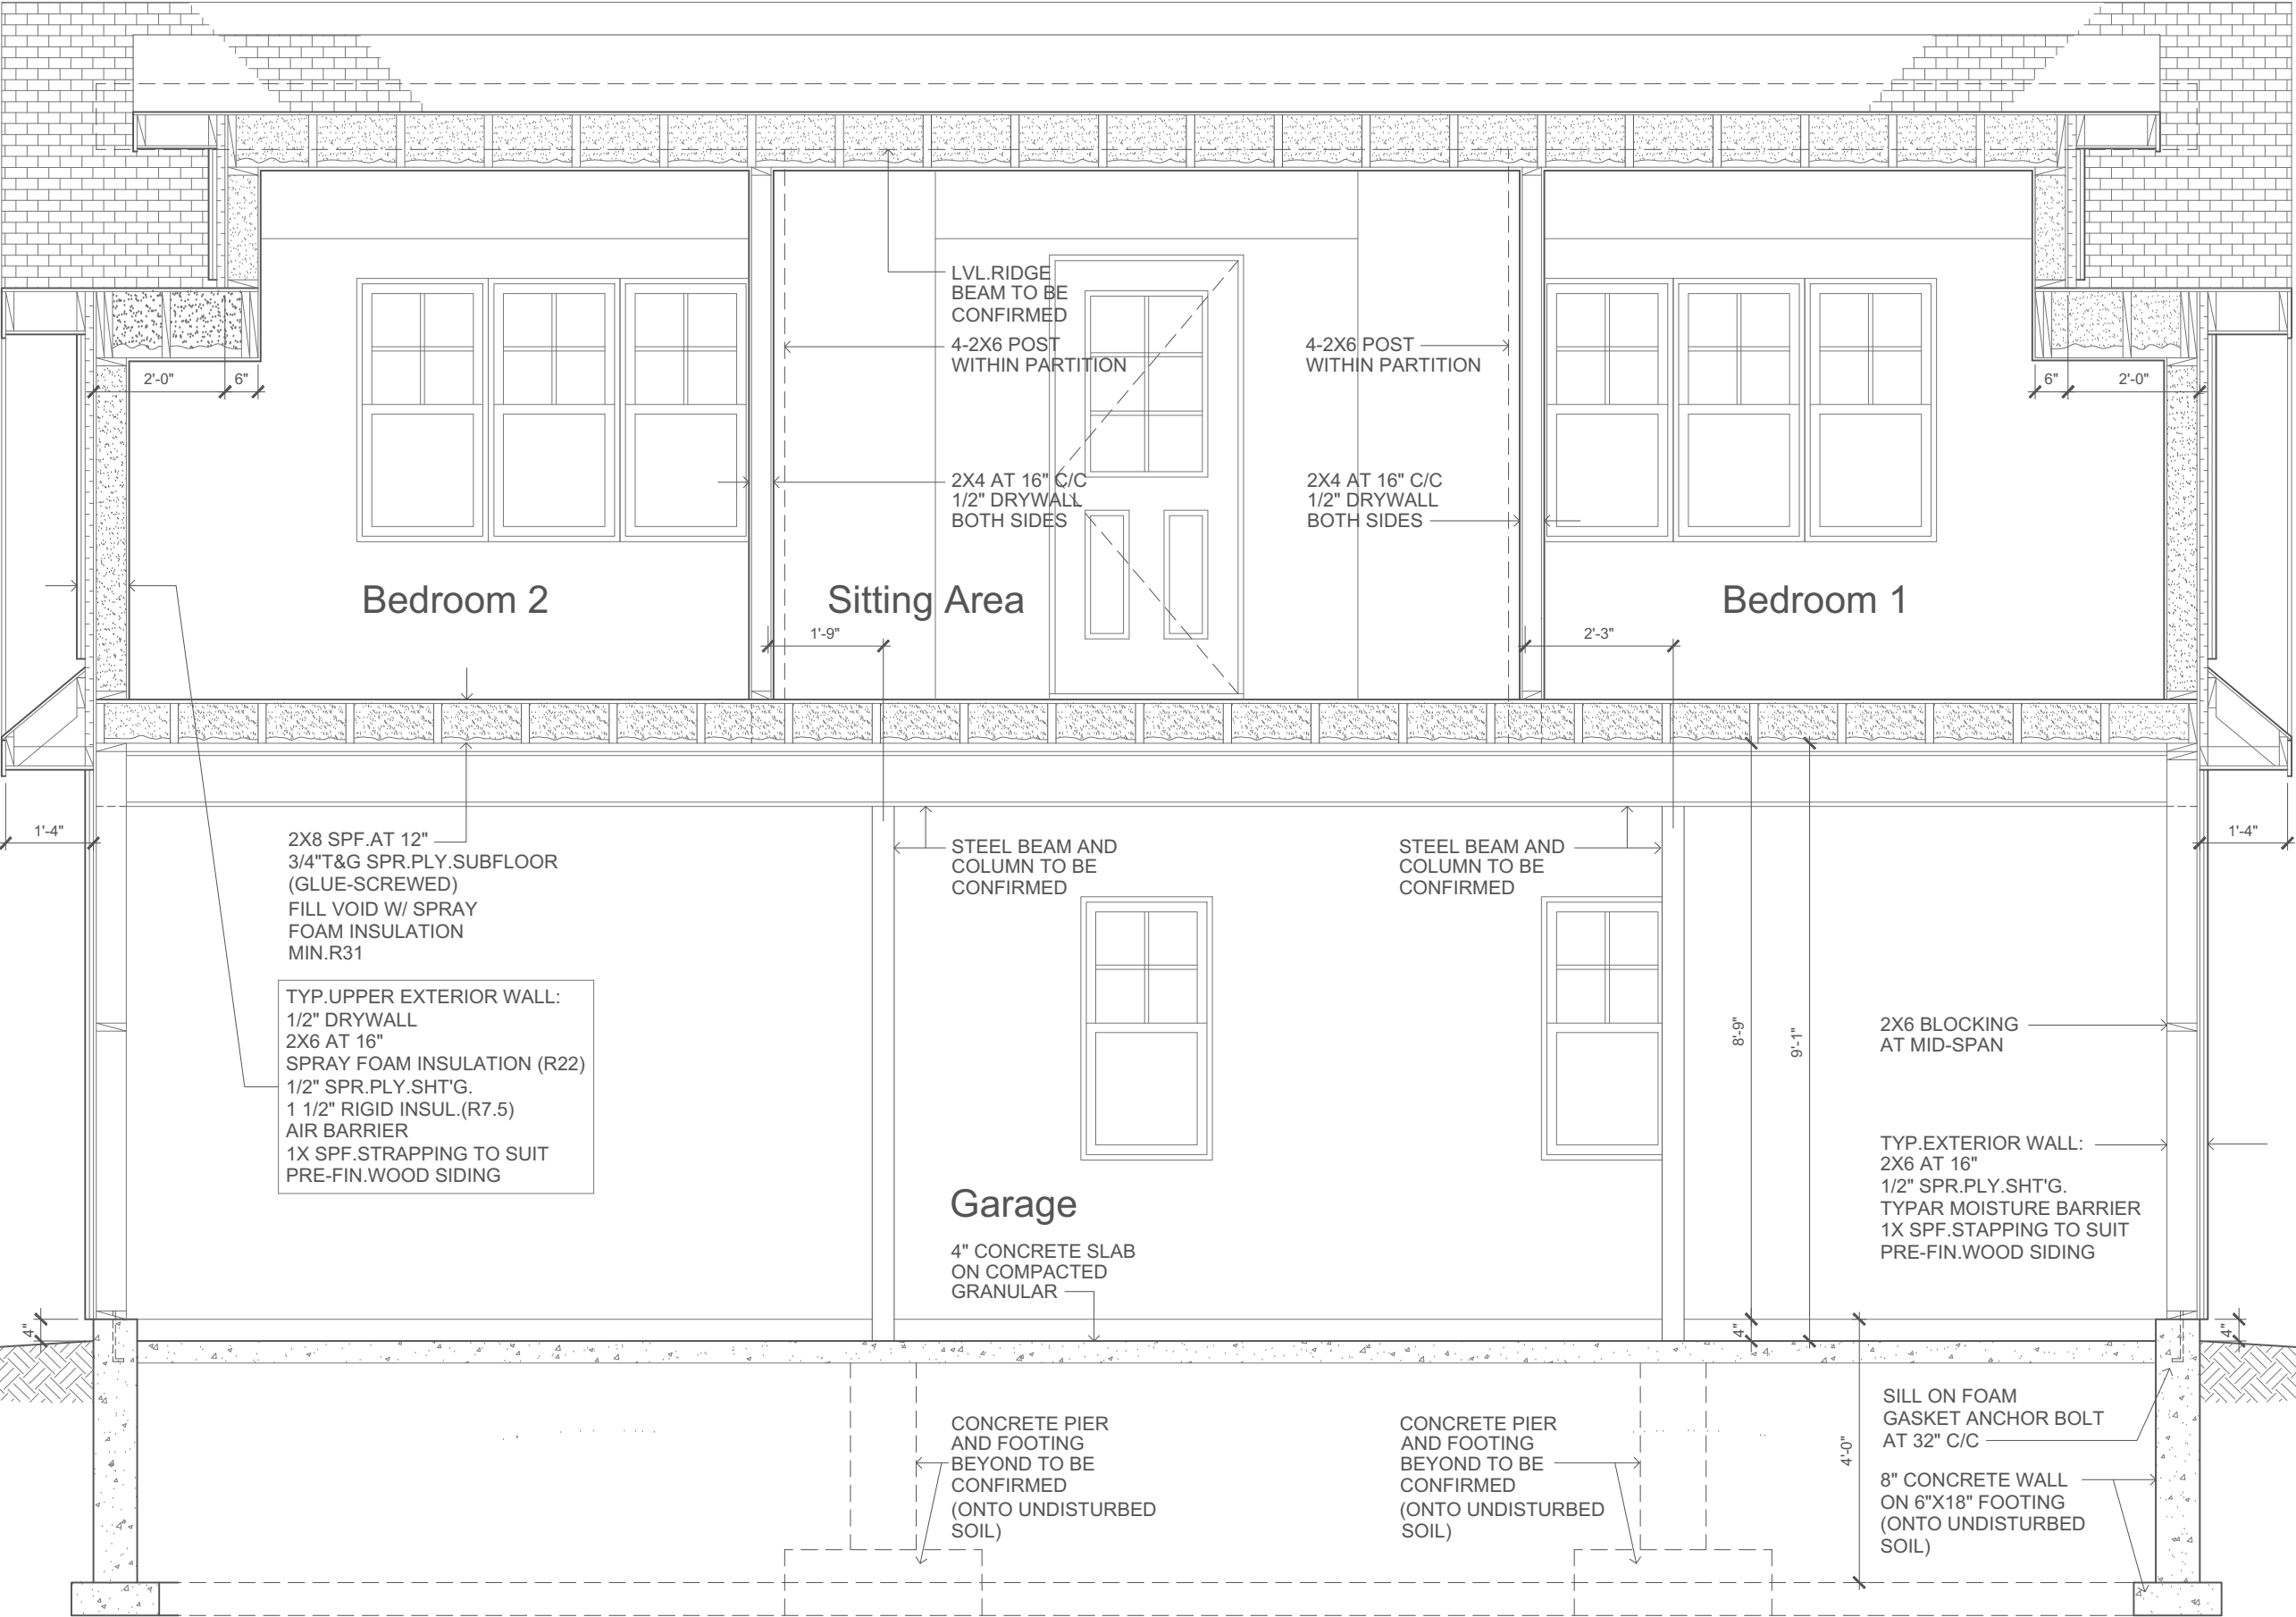 LVL.RIDGE
BEAM TO BE
CONFIRMED
4-2X6 POST
WITHIN PARTITION
4-2X6 POST
WITHIN PARTITION
2'-0"
6"
6"
2'-0"
2X4 AT 16" C/C
1/2" DRYWALL
BOTH SIDES
2X4 AT 16" C/C
1/2" DRYWALL
BOTH SIDES
Bedroom 2
Sitting Area
Bedroom 1
1'-9"
2'-3"
1'-4"
1'-4"
2X8 SPF.AT 12"
3/4"T&G SPR.PLY.SUBFLOOR
(GLUE-SCREWED)
FILL VOID W/ SPRAY
FOAM INSULATION
MIN.R31
STEEL BEAM AND
COLUMN TO BE
CONFIRMED
STEEL BEAM AND
COLUMN TO BE
CONFIRMED
TYP.UPPER EXTERIOR WALL:
1/2" DRYWALL
2X6 AT 16"
SPRAY FOAM INSULATION (R22)
1/2" SPR.PLY.SHT'G.
1 1/2" RIGID INSUL.(R7.5)
AIR BARRIER
1X SPF.STRAPPING TO SUIT
PRE-FIN.WOOD SIDING
8'-9"
9'-1"
2X6 BLOCKING
AT MID-SPAN
TYP.EXTERIOR WALL:
2X6 AT 16"
1/2" SPR.PLY.SHT'G.
TYPAR MOISTURE BARRIER
1X SPF.STAPPING TO SUIT
PRE-FIN.WOOD SIDING
Garage
4" CONCRETE SLAB
ON COMPACTED
GRANULAR
4"
4"
4"
CONCRETE PIER
AND FOOTING
BEYOND TO BE
CONFIRMED
(ONTO UNDISTURBED
SOIL)
CONCRETE PIER
AND FOOTING
BEYOND TO BE
CONFIRMED
(ONTO UNDISTURBED
SOIL)
4'-0"
SILL ON FOAM
GASKET ANCHOR BOLT
AT 32" C/C
8" CONCRETE WALL
ON 6"X18" FOOTING
(ONTO UNDISTURBED
SOIL)